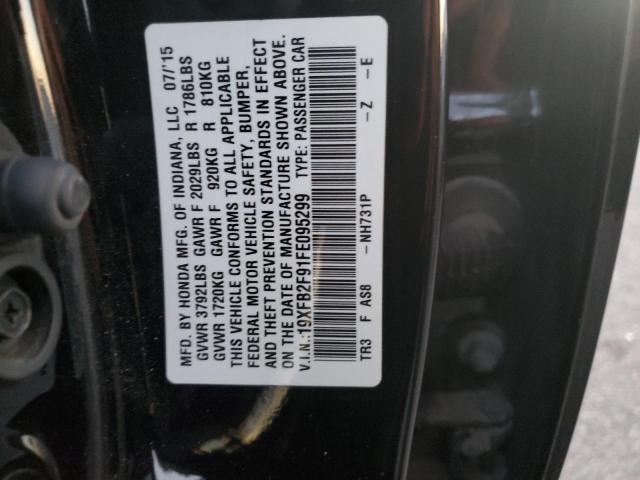 MFD. BY HONDA MFG. OF INDIANA, LLC 07/'15
GVWR 3792LBS GAWR F 2029LBS R 1786LBS
GVWR 1720KG GAWR F 920KG R 810KG
THIS VEHICLE CONFORMS TO ALL APPLICABLE
FEDERAL MOTOR VEHICLE SAFETY, BUMPER,
AND THEFT PREVENTION STANDARDS IN EFFECT
ON THE DATE OF MANUFACTURE SHOWN ABOVE.
V.I.N.:19XFB2F91FE095299 TYPE: PASSENGER CAR
TR3 F AS8 -NH731P -Z -E